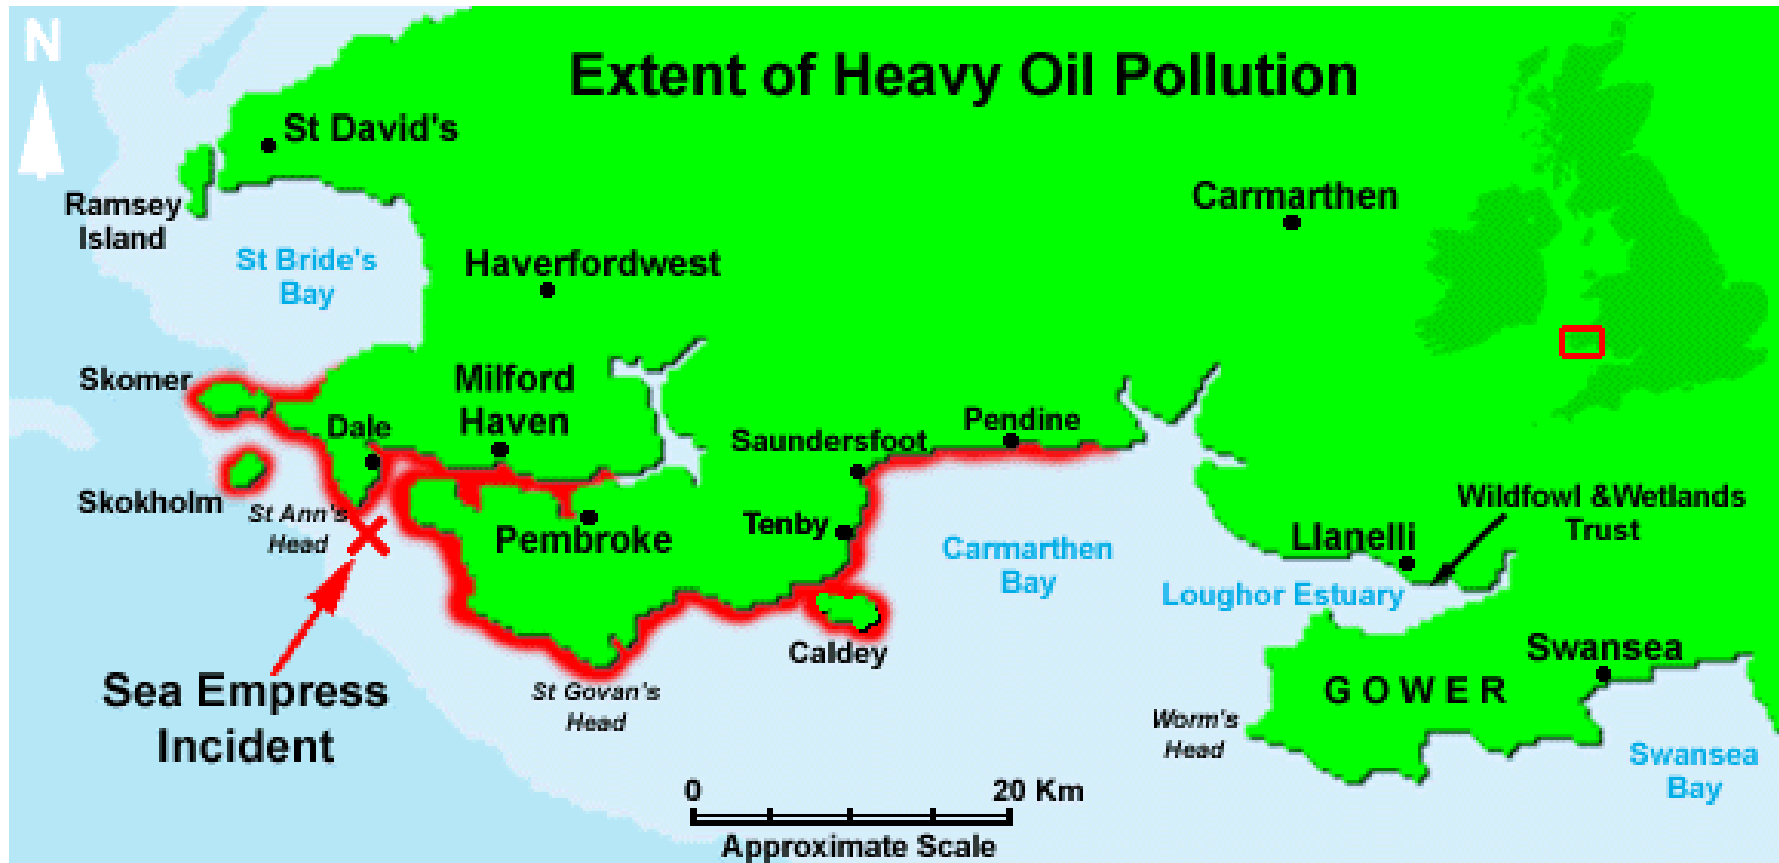 N
Extent of Heavy Oil Pollution
St David's
Ramsey
Island
Carmarthen
St Bride's
Bay
Haverfordwest
Skomer
Milford
Haven
Dale
Pendine
Saundersfoot
Skokholm
St Ann's
Head
Pembroke
Tenby
Carmarthen
Bay
Wildfowl &Wetlands
Trust
Llanelli
Loughor Estuary
Caldey
Swansea
Sea Empress
Incident
St Govan's
Head
GOWER
Worm's
Head
Swansea
Bay
0 20 Km
Approximate Scale